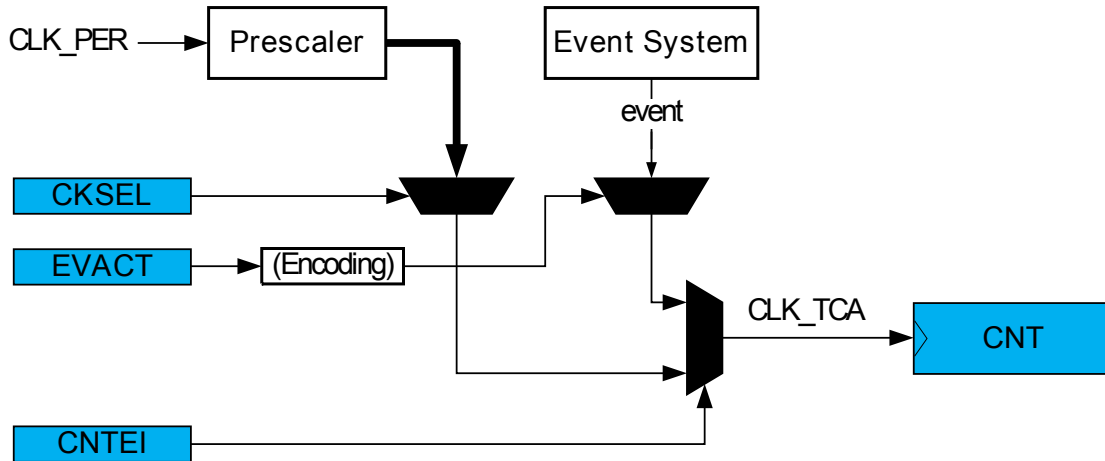 CLK_PER
Prescaler
Event System
event
CKSEL
EVACT
(Encoding)
CLK_TCA
CNT
CNTEI